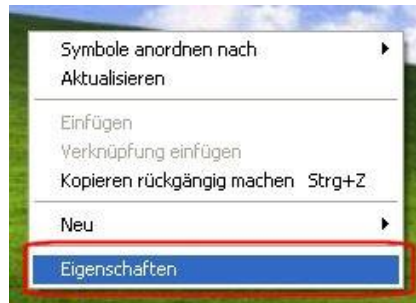 Symbole anordnen nach
Aktualisieren
Einfügen
Verknüpfung einfügen
Kopieren rückgängig machen Strg+Z
Neu
Eigenschaften